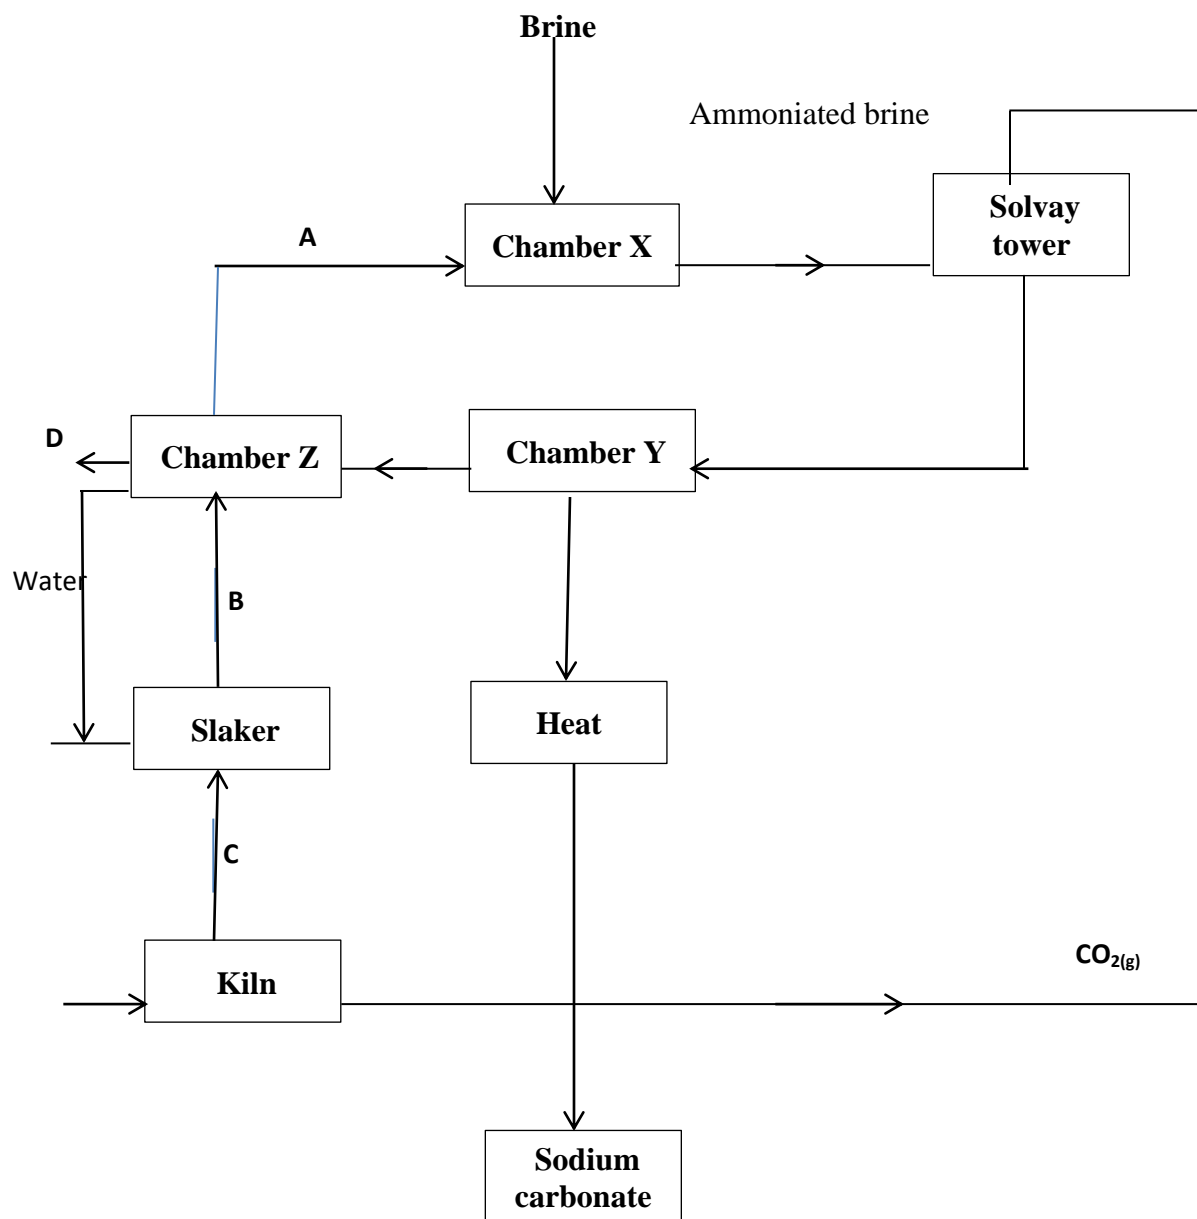 Brine
Ammoniated brine
Solvay
tower
A
Chamber X
D
Chamber Z
Chamber Y
Water
B
Slaker
Heat
C
Kiln
CO₂₍g₎
Sodium
carbonate